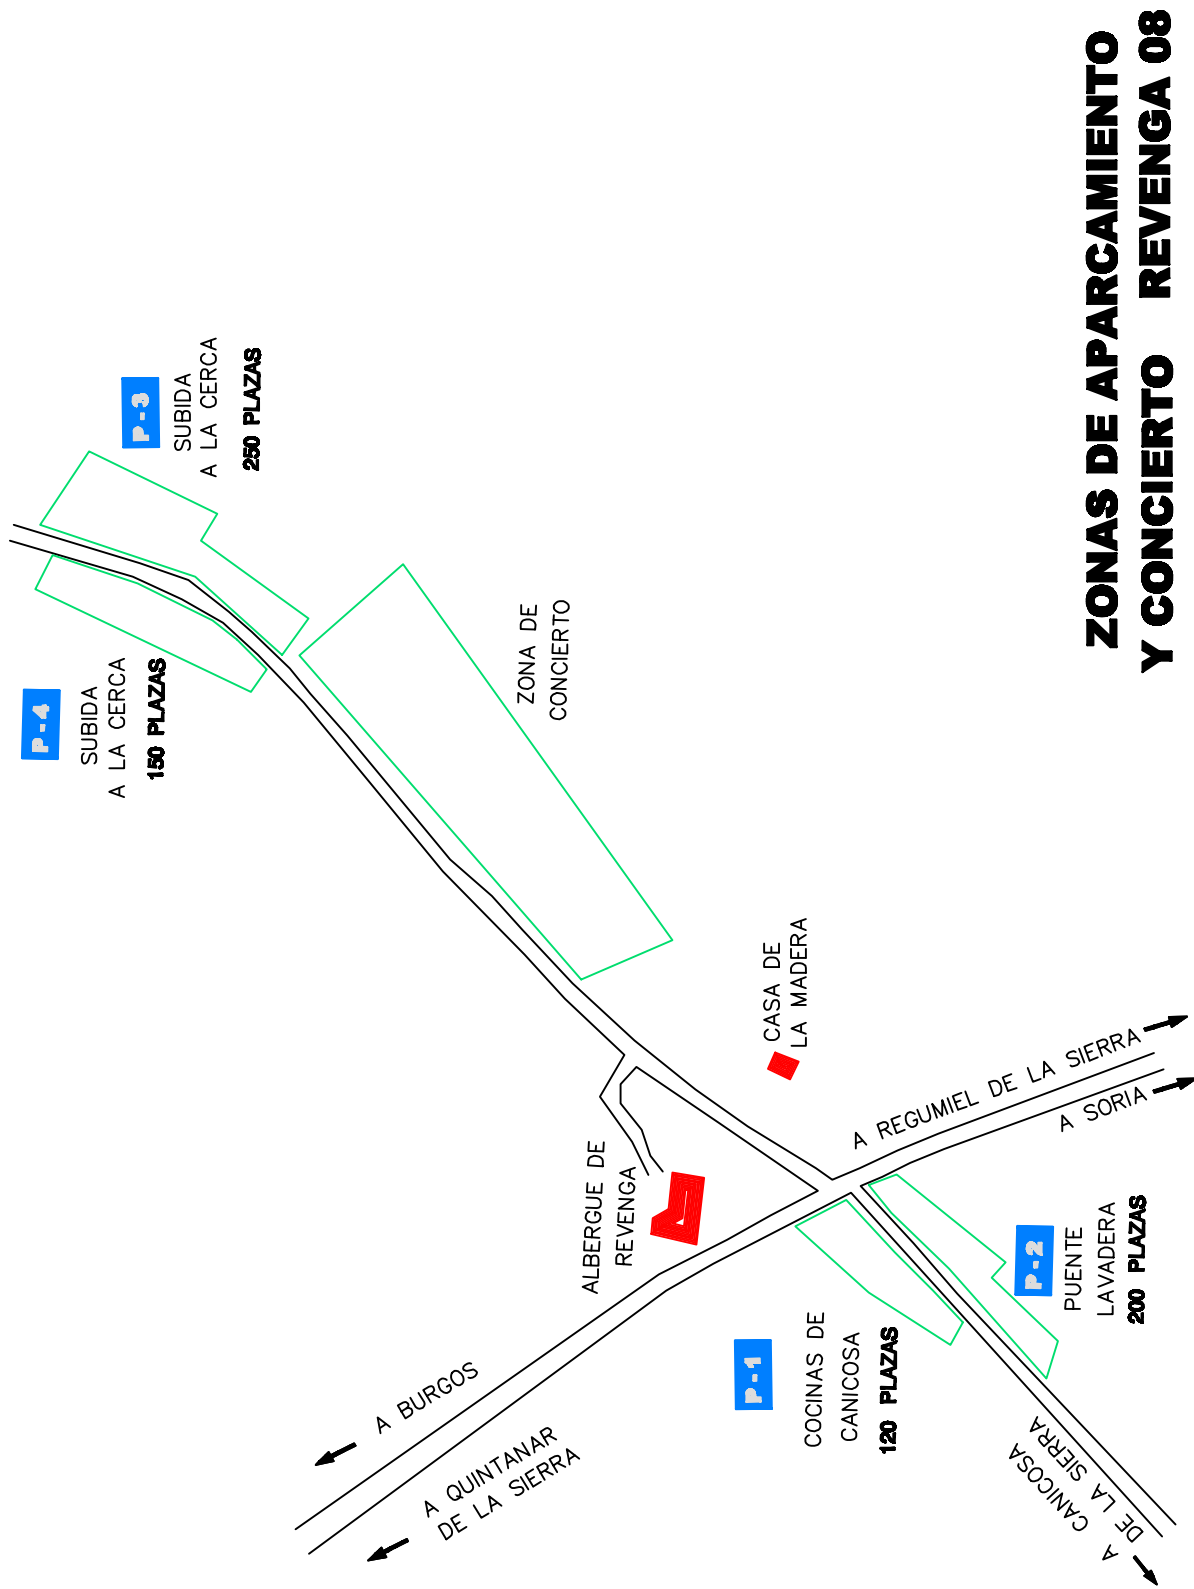 P-4
SUBIDA
A LA CERCA
150 PLAZAS
P-3
SUBIDA
A LA CERCA
250 PLAZAS
ZONA DE
CONCIERTO
CASA DE
LA MADERA
ALBERGUE DE
REVENGA
A BURGOS
A QUINTANAR
DE LA SIERRA
P-1
COCINAS DE
CANICOSA
120 PLAZAS
A REGUMIEL DE LA SIERRA
A SORIA
P-2
PUENTE
LAVADERA
200 PLAZAS
A CANICOSA
DE LA SIERRA
ZONAS DE APARCAMIENTO
Y CONCIERTO REVENGA 08